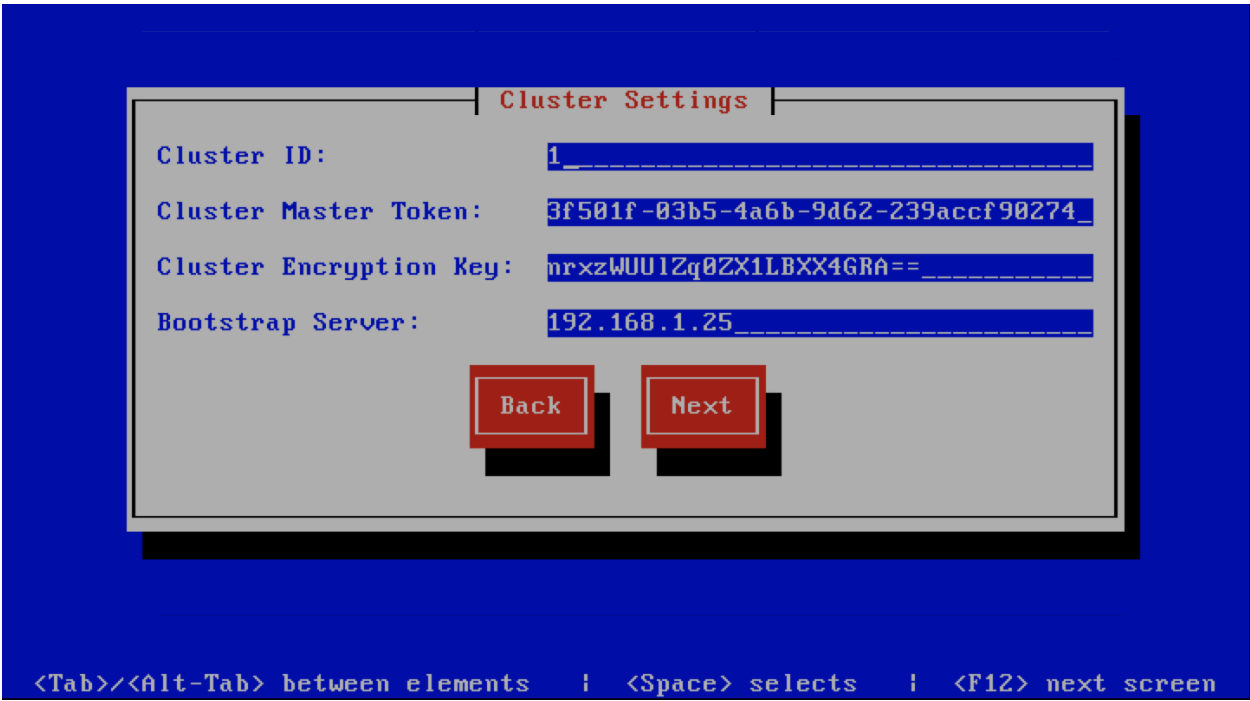 Cluster Settings
Cluster ID: 1
Cluster Master Token: 3f501f-03b5-4a6b-9d62-239accf90274
Cluster Encryption Key: nrxzWUUlZq0ZX1LBXX4GRA==
Bootstrap Server: 192.168.1.25
Back Next
<Tab>/<Alt-Tab> between elements | <Space> selects | <F12> next screen